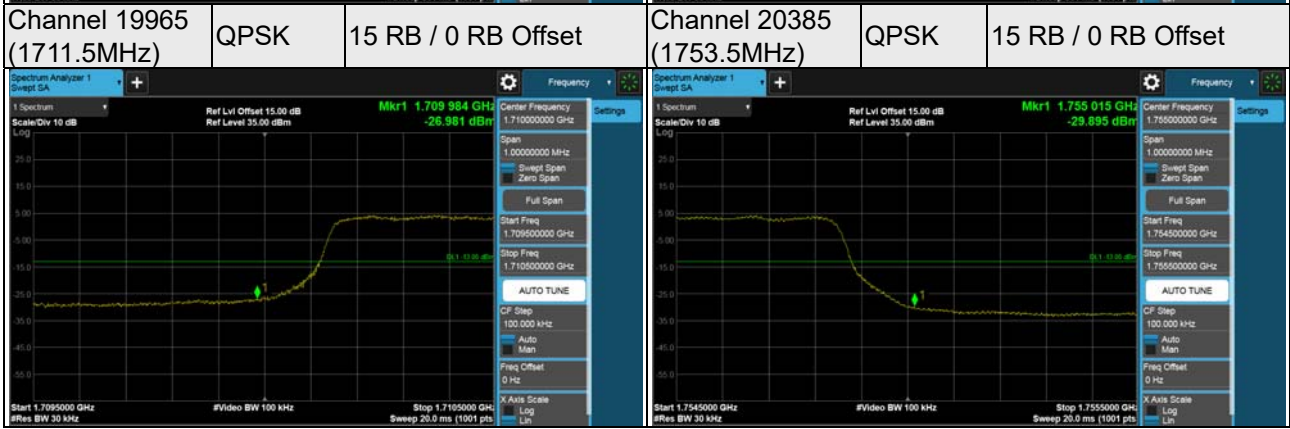 Channel 19965
(1711.5MHz)
QPSK
15 RB / 0 RB Offset
Channel 20385
(1753.5MHz)
QPSK
15 RB / 0 RB Offset
Spectrum Analyzer 1
Swept SA
+
Frequency
1 Spectrum
Scale/Div 10 dB
Log
Ref Lvl Offset 15.00 dB
Ref Level 35.00 dBm
Mkr1 1.709 984 GHz
-26.981 dBm
25.0
15.0
5.00
-5.00
-15.0
-25.0
-35.0
-45.0
-55.0
DL1 -13.00 dBm
1
Start 1.7095000 GHz
#Res BW 30 kHz
#Video BW 100 kHz
Stop 1.7105000 GHz
Sweep 20.0 ms (1001 pts
Center Frequency
1.710000000 GHz
Settings
Span
1.00000000 MHz
Swept Span
Zero Span
Full Span
Start Freq
1.709500000 GHz
Stop Freq
1.710500000 GHz
AUTO TUNE
CF Step
100.000 kHz
Auto
Man
Freq Offset
0 Hz
X Axis Scale
Log
Lin
Spectrum Analyzer 1
Swept SA
+
Frequency
1 Spectrum
Scale/Div 10 dB
Log
Ref Lvl Offset 15.00 dB
Ref Level 35.00 dBm
Mkr1 1.755 015 GHz
-29.895 dBm
25.0
15.0
5.00
-5.00
-15.0
-25.0
-35.0
-45.0
-55.0
DL1 -13.00 dBm
1
Start 1.7545000 GHz
#Res BW 30 kHz
#Video BW 100 kHz
Stop 1.7555000 GHz
Sweep 20.0 ms (1001 pts
Center Frequency
1.755000000 GHz
Settings
Span
1.00000000 MHz
Swept Span
Zero Span
Full Span
Start Freq
1.754500000 GHz
Stop Freq
1.755500000 GHz
AUTO TUNE
CF Step
100.000 kHz
Auto
Man
Freq Offset
0 Hz
X Axis Scale
Log
Lin